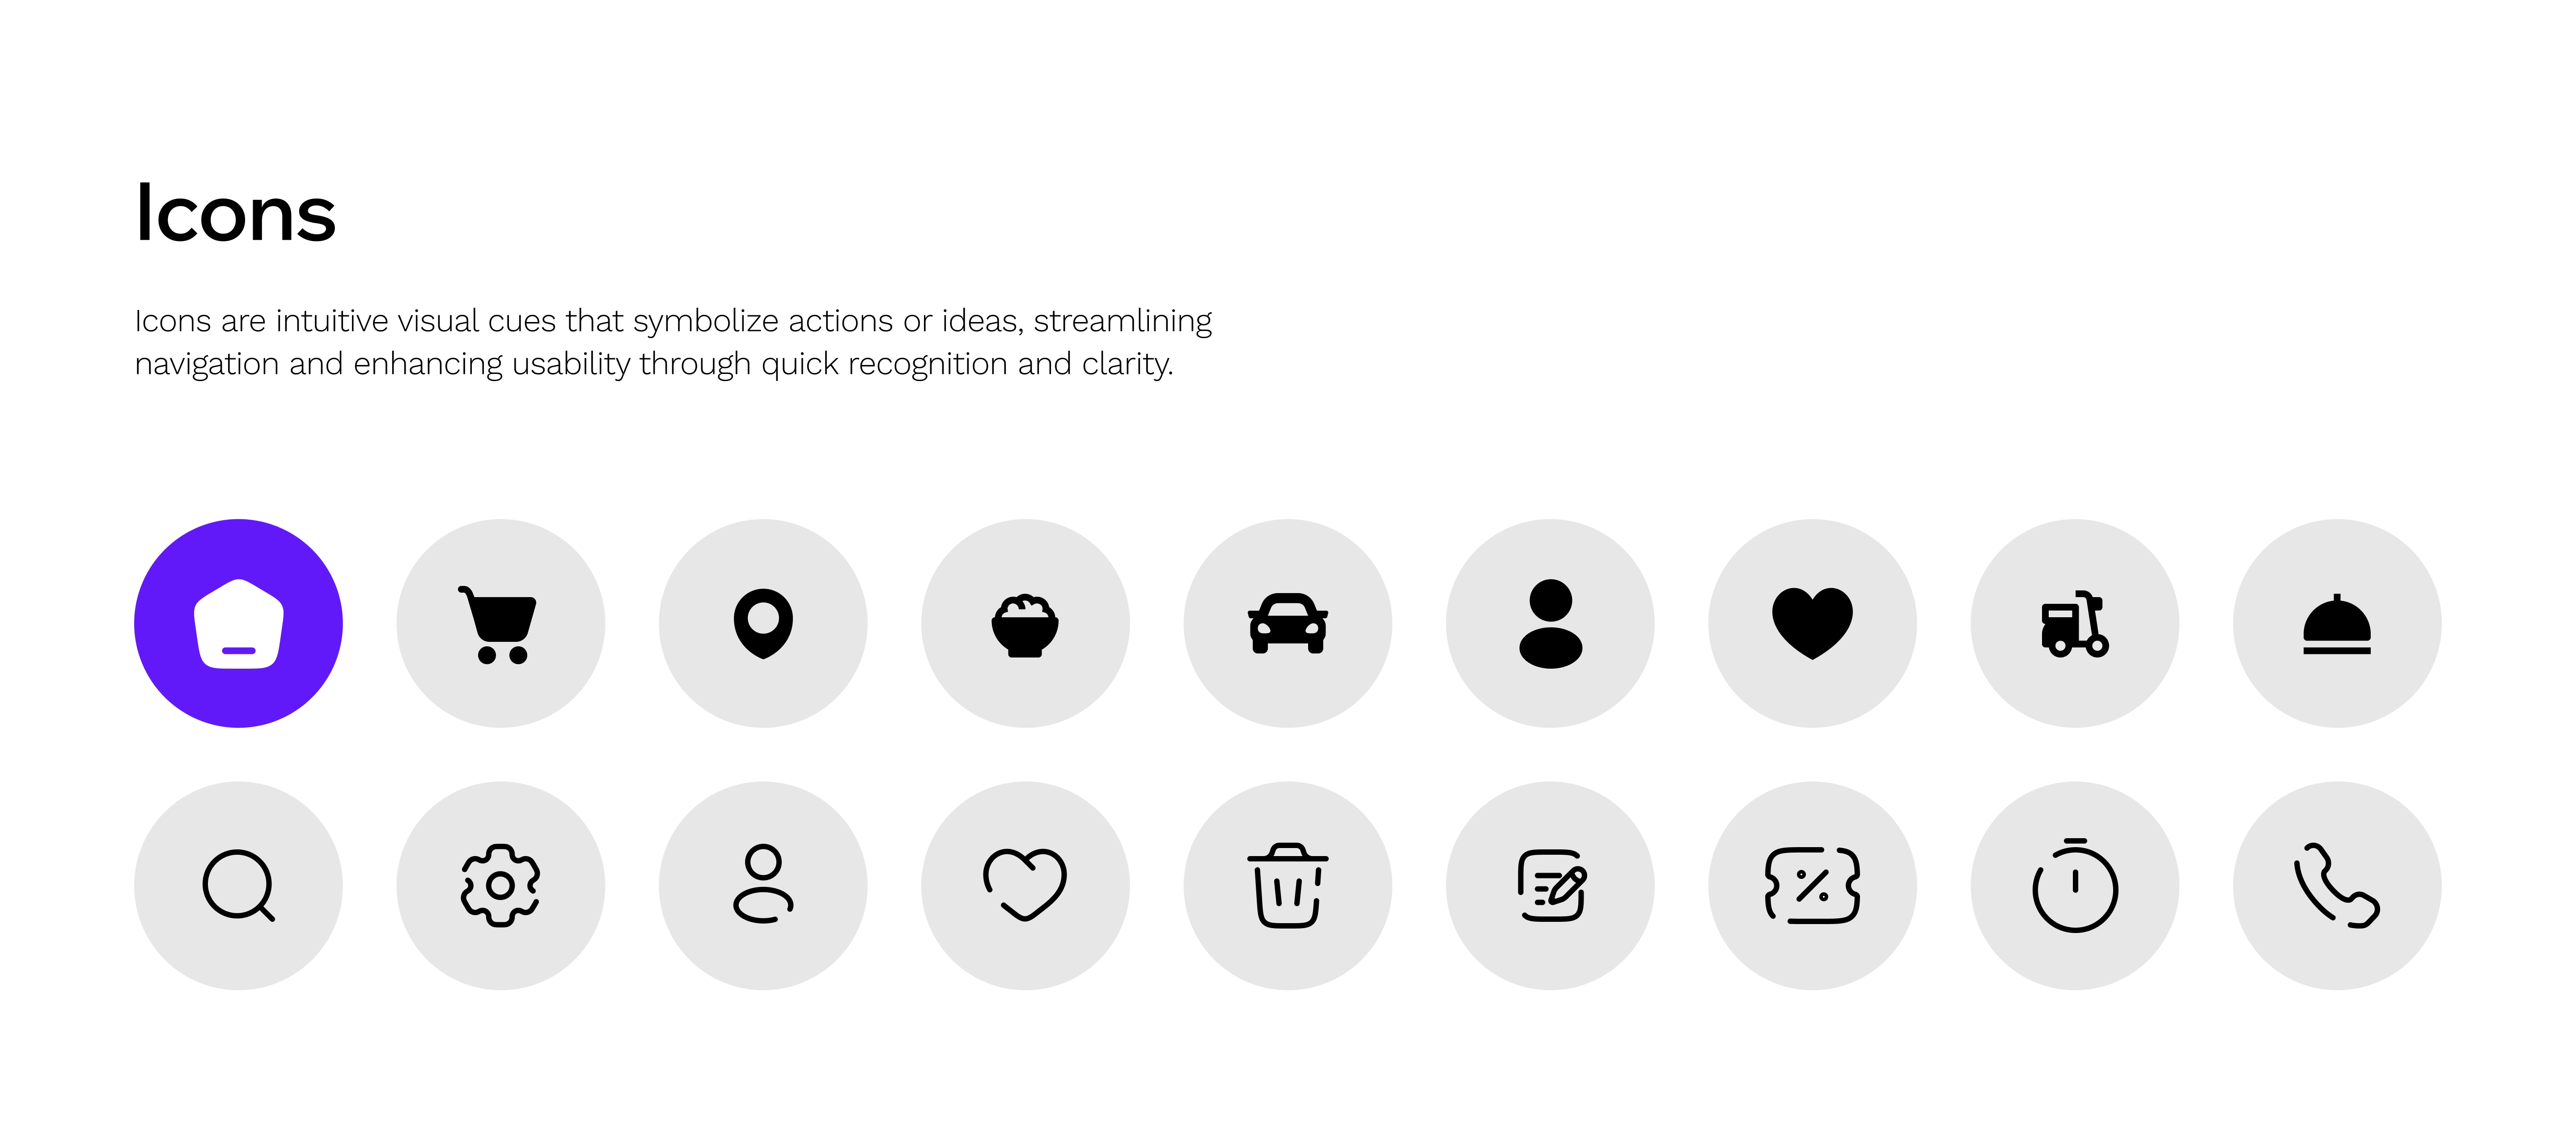 Icons
Icons are intuitive visual cues that symbolize actions or ideas, streamlining
navigation and enhancing usability through quick recognition and clarity.